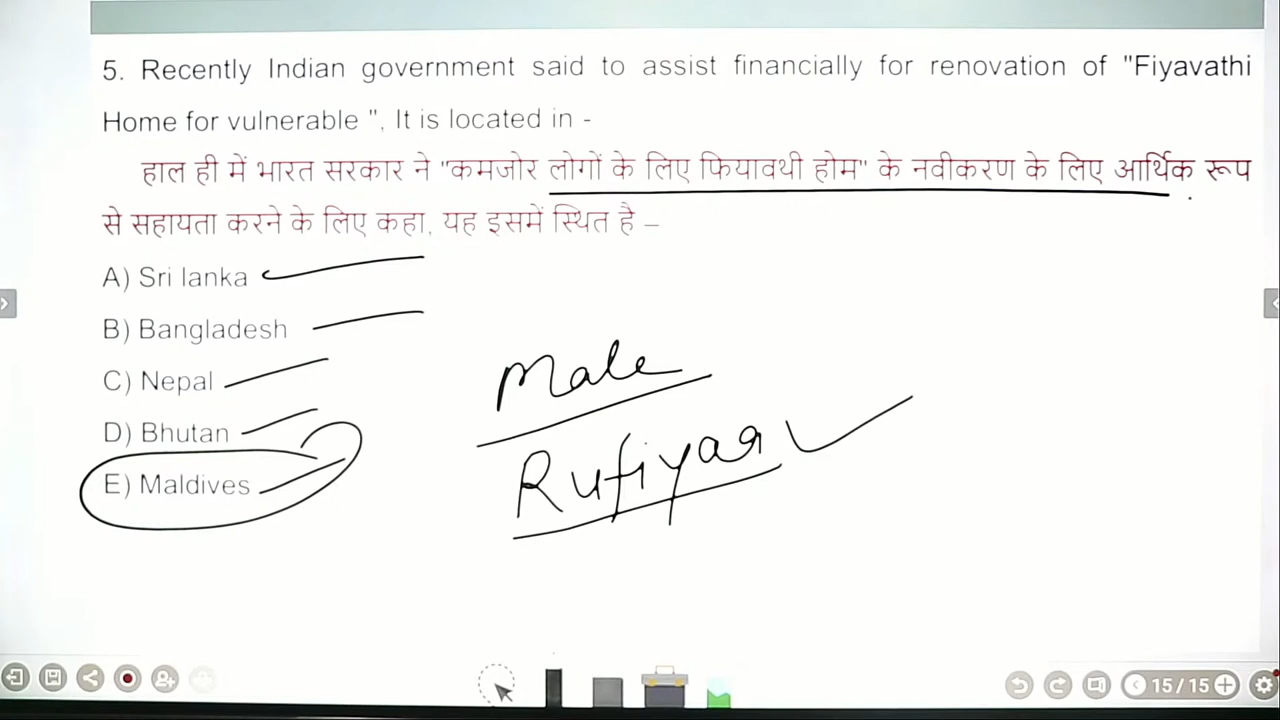 5. Recently Indian government said to assist financially for renovation of "Fiyavathi
Home for vulnerable ", It is located in -
हाल ही में भारत सरकार ने "कमजोर लोगों के लिए फियावथी होम" के नवीकरण के लिए आर्थिक रूप
से सहायता करने के लिए कहा, यह इसमें स्थित है –
A) Sri lanka
B) Bangladesh
C) Nepal
D) Bhutan
E) Maldives
Male
Rufiyaa
15/15